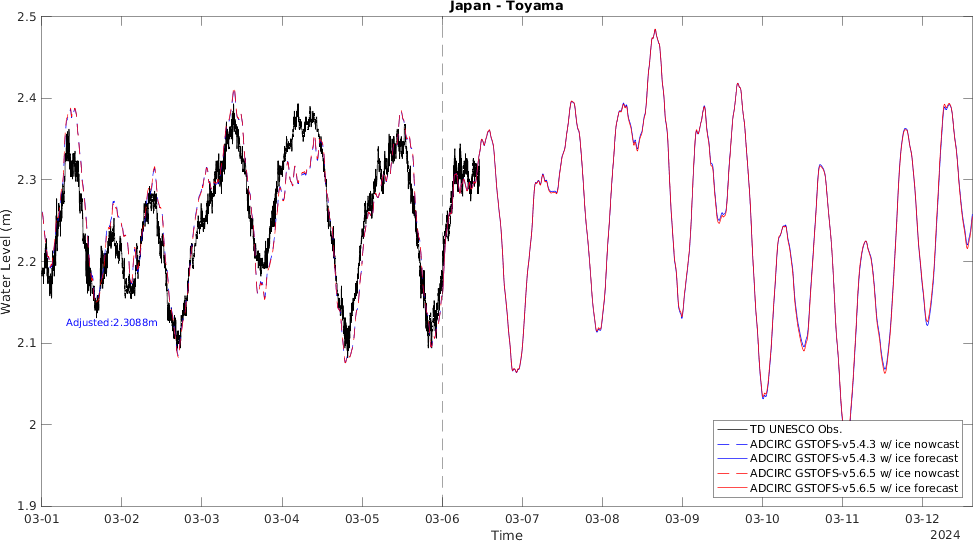 Japan - Toyama
2.5
2.4
2.3
2.2
2.1
2
1.9
Water Level (m)
Adjusted:2.3088m
TD UNESCO Obs.
ADCIRC GSTOFS-v5.4.3 w/ ice nowcast
ADCIRC GSTOFS-v5.4.3 w/ ice forecast
ADCIRC GSTOFS-v5.6.5 w/ ice nowcast
ADCIRC GSTOFS-v5.6.5 w/ ice forecast
03-01 03-02 03-03 03-04 03-05 03-06 03-07 03-08 03-09 03-10 03-11 03-12
Time
2024